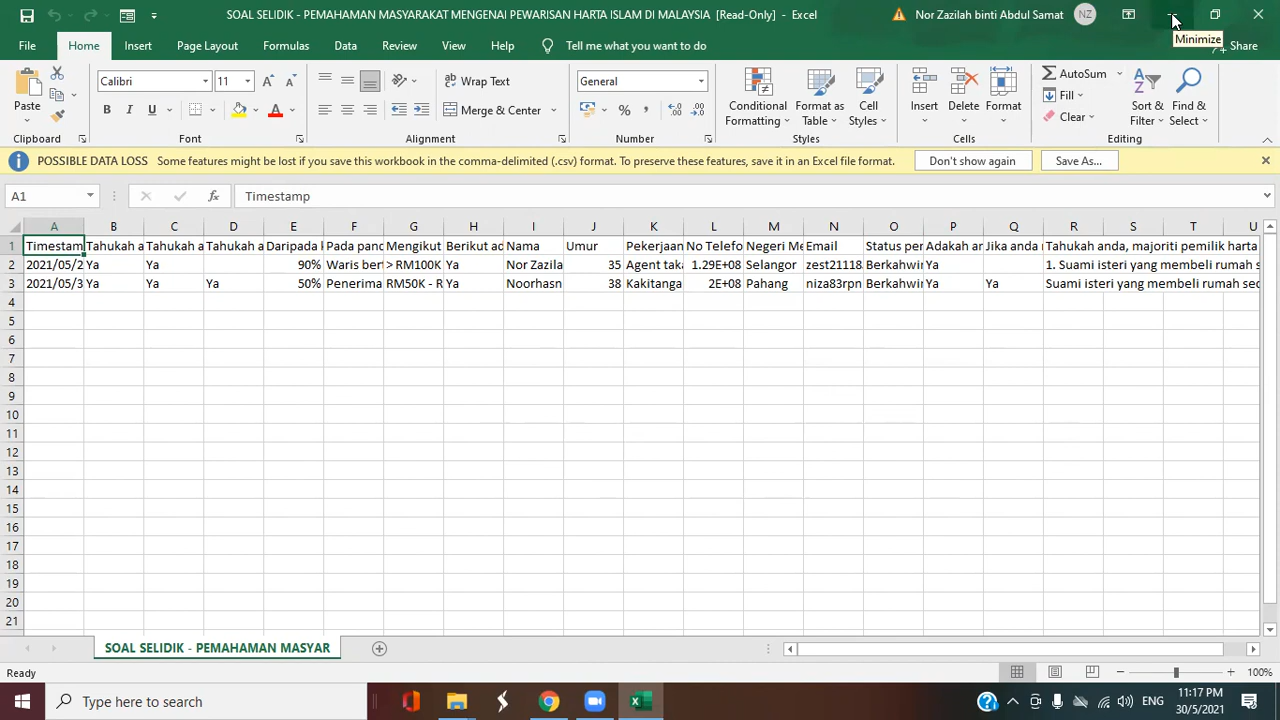 SOAL SELIDIK - PEMAHAMAN MASYARAKAT MENGENAI PEWARISAN HARTA ISLAM DI MALAYSIA [Read-Only] - Excel
Nor Zazilah binti Abdul Samat NZ
Minimize
File Home Insert Page Layout Formulas Data Review View Help Tell me what you want to do Share
Paste
Calibri 11
B I U A
Wrap Text
Merge & Center
General
%
Conditional Formatting
Format as Table
Cell Styles
Insert Delete Format
AutoSum
Fill
Clear
Sort & Filter
Find & Select
Clipboard Font Alignment Number Styles Cells Editing
POSSIBLE DATA LOSS Some features might be lost if you save this workbook in the comma-delimited (.csv) format. To preserve these features, save it in an Excel file format. Don't show again Save As...
A1 fx Timestamp
A B C D E F G H I J K L M N O P Q R S T U
1 Timestam Tahukah a Tahukah a Tahukah a Daripada Pada pand Mengikut Berikut ad Nama Umur Pekerjaan No Telefo Negeri Me Email Status per Adakah ar Jika anda Tahukah anda, majoriti pemilik harta
2 2021/05/2 Ya Ya 90% Waris ber > RM100K Ya Nor Zazila 35 Agent taka 1.29E+08 Selangor zest21118 Berkahwin Ya 1. Suami isteri yang membeli rumah s
3 2021/05/3 Ya Ya Ya 50% Penerima RM50K - R Ya Noorhasn 38 Kakitanga 2E+08 Pahang niza83rpn Berkahwin Ya Ya Suami isteri yang membeli rumah sec
4
5
6
7
8
9
10
11
12
13
14
15
16
17
18
19
20
21
SOAL SELIDIK - PEMAHAMAN MASYAR
Ready 100%
Type here to search
ENG
11:17 PM
30/5/2021